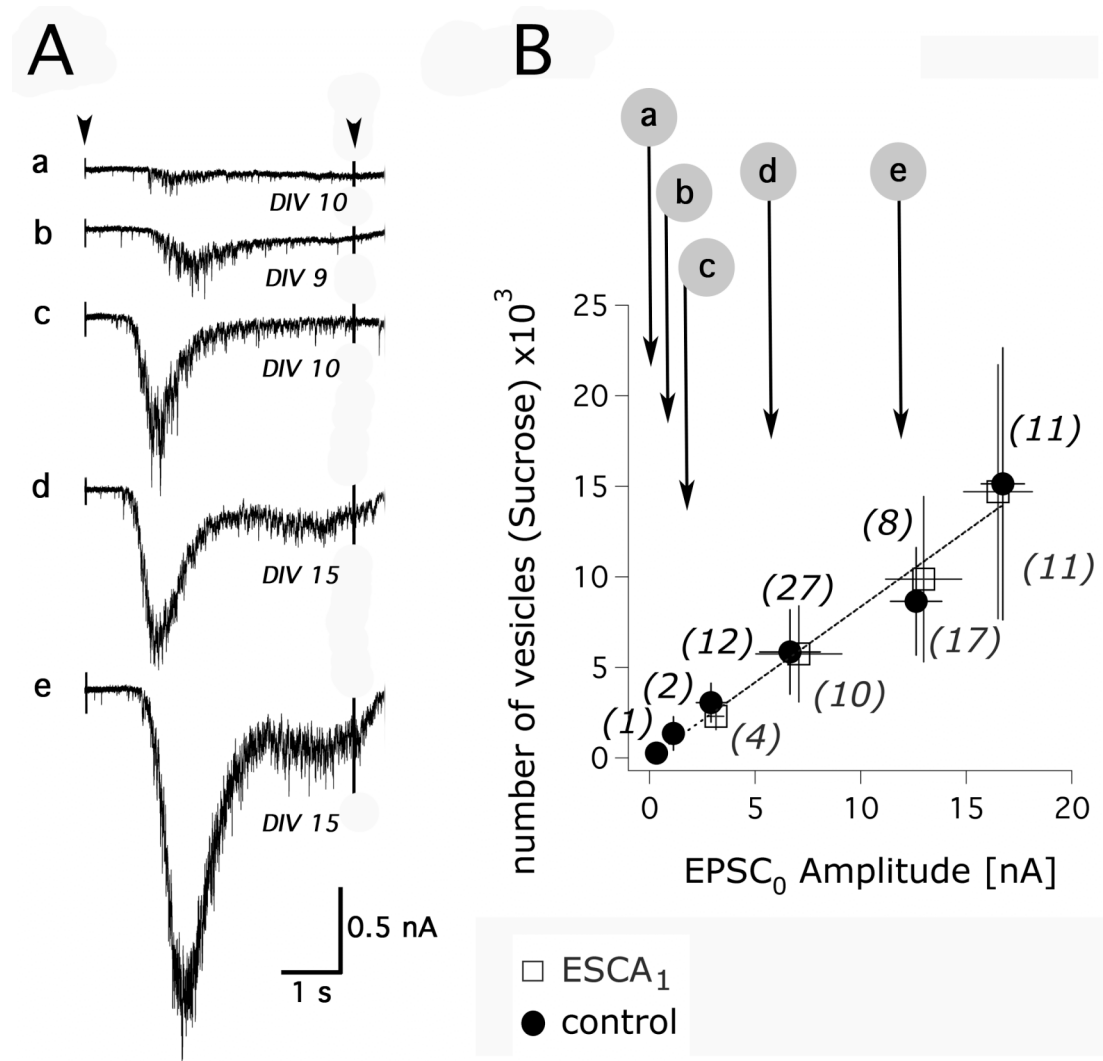 A
a
DIV 10
b
DIV 9
c
DIV 10
d
DIV 15
e
DIV 15
0.5 nA
1 s
B
a
b
c
d
e
number of vesicles (Sucrose) x10³
25
20
15
10
5
0
(11)
(8)
(11)
(27)
(12)
(17)
(2)
(10)
(1)
(4)
0 5 10 15 20
EPSC₀ Amplitude [nA]
ESCA₁
control